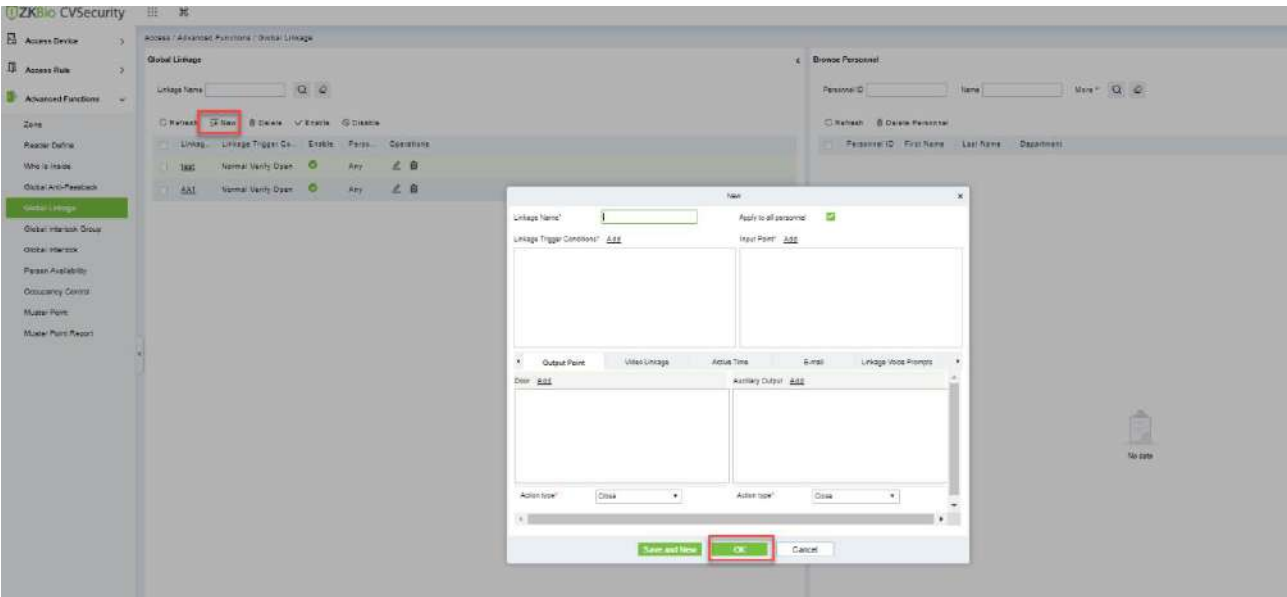 ZKBio CVSecurity
Access Device
Access Rule
Advanced Functions
Zone
Reader Define
Who Is Inside
Global Anti-Passback
Global Linkage
Global Interlock Group
Global Interlock
Person Availability
Occupancy Control
Muster Point
Muster Point Report
Access / Advanced Functions / Global Linkage
Global Linkage
Linkage Name
Refresh New Delete Enable Disable
Linkag... Linkage Trigger Co... Enable Perso... Operations
test Normal Verify Open Any
AA1 Normal Verify Open Any
Browse Personnel
Personnel ID Name More
Refresh Delete Personnel
Personnel ID First Name Last Name Department
No data
New
Linkage Name* Apply to all personnel
Linkage Trigger Conditions* Add Input Point* Add
Output Point Video Linkage Active Time E-mail Linkage Voice Prompts
Door Add Auxiliary Output Add
Action type* Close Action type* Close
Save and New OK Cancel